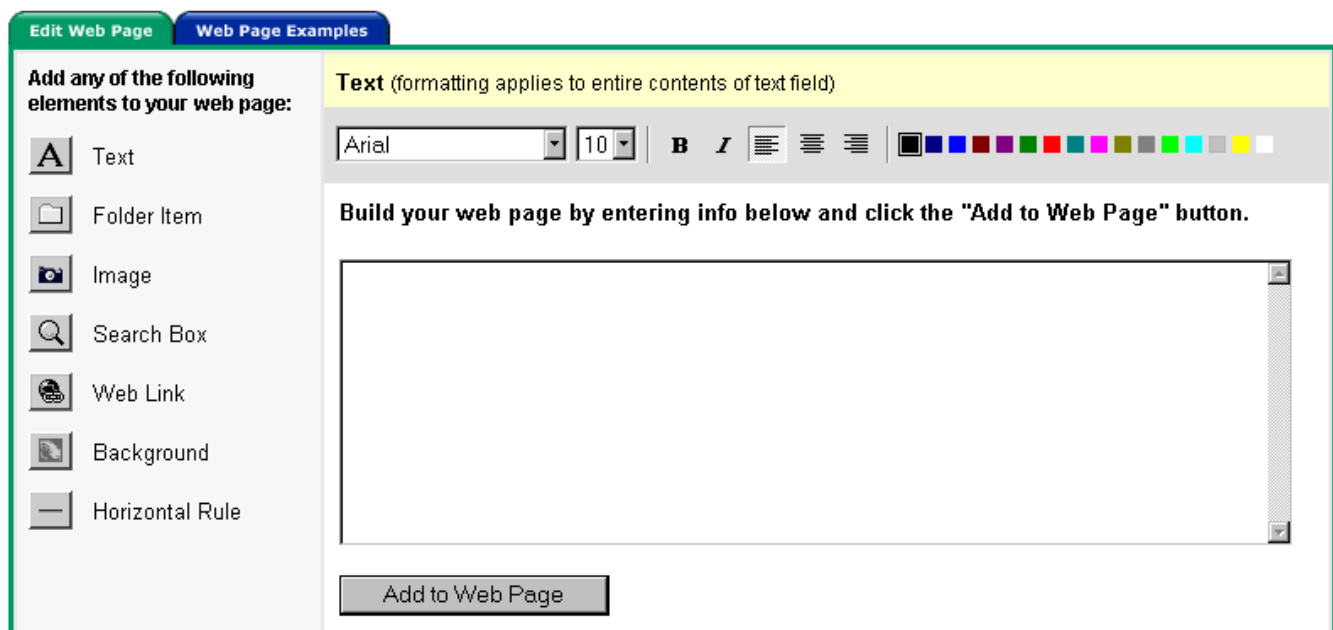 Edit Web Page
Web Page Examples
Add any of the following
elements to your web page:
A Text
Folder Item
Image
Search Box
Web Link
Background
Horizontal Rule
Text (formatting applies to entire contents of text field)
Arial 10 B I
Build your web page by entering info below and click the "Add to Web Page" button.
Add to Web Page